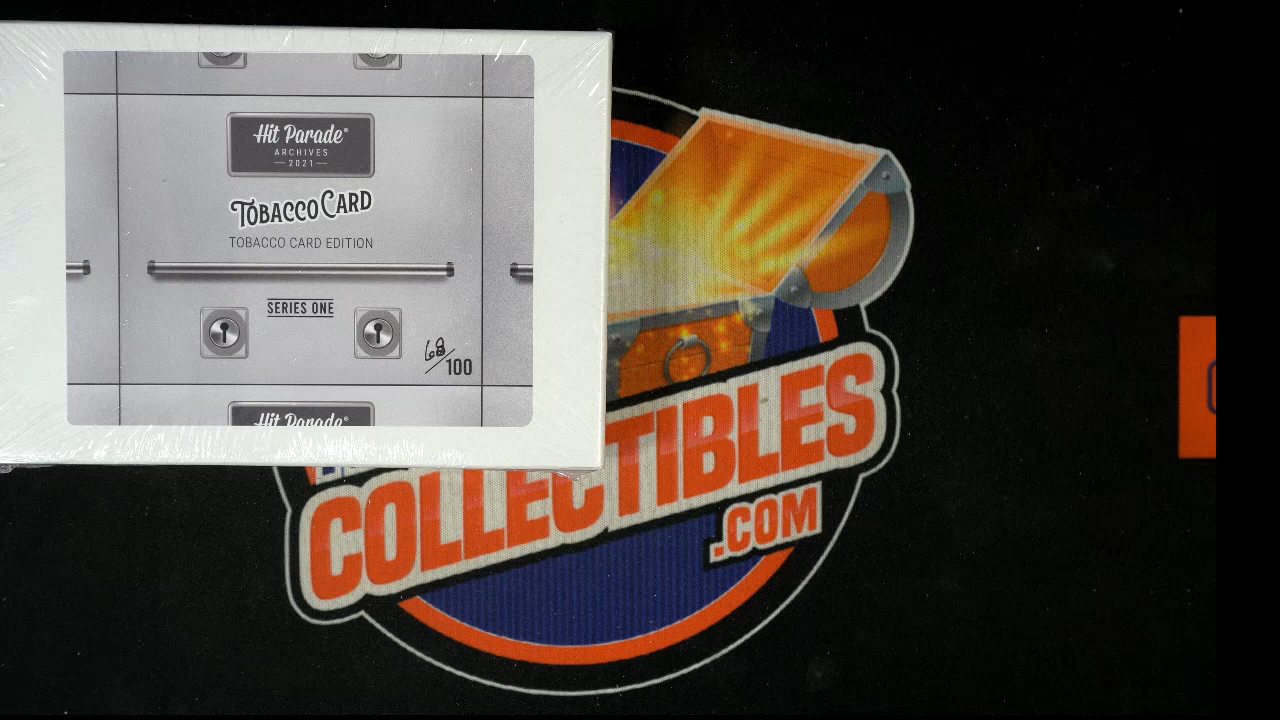 Hit Parade®
ARCHIVES
— 2021 —
TOBACCO CARD
TOBACCO CARD EDITION
SERIES ONE
68/100
Hit Parade®
COLLECTIBLES
.COM